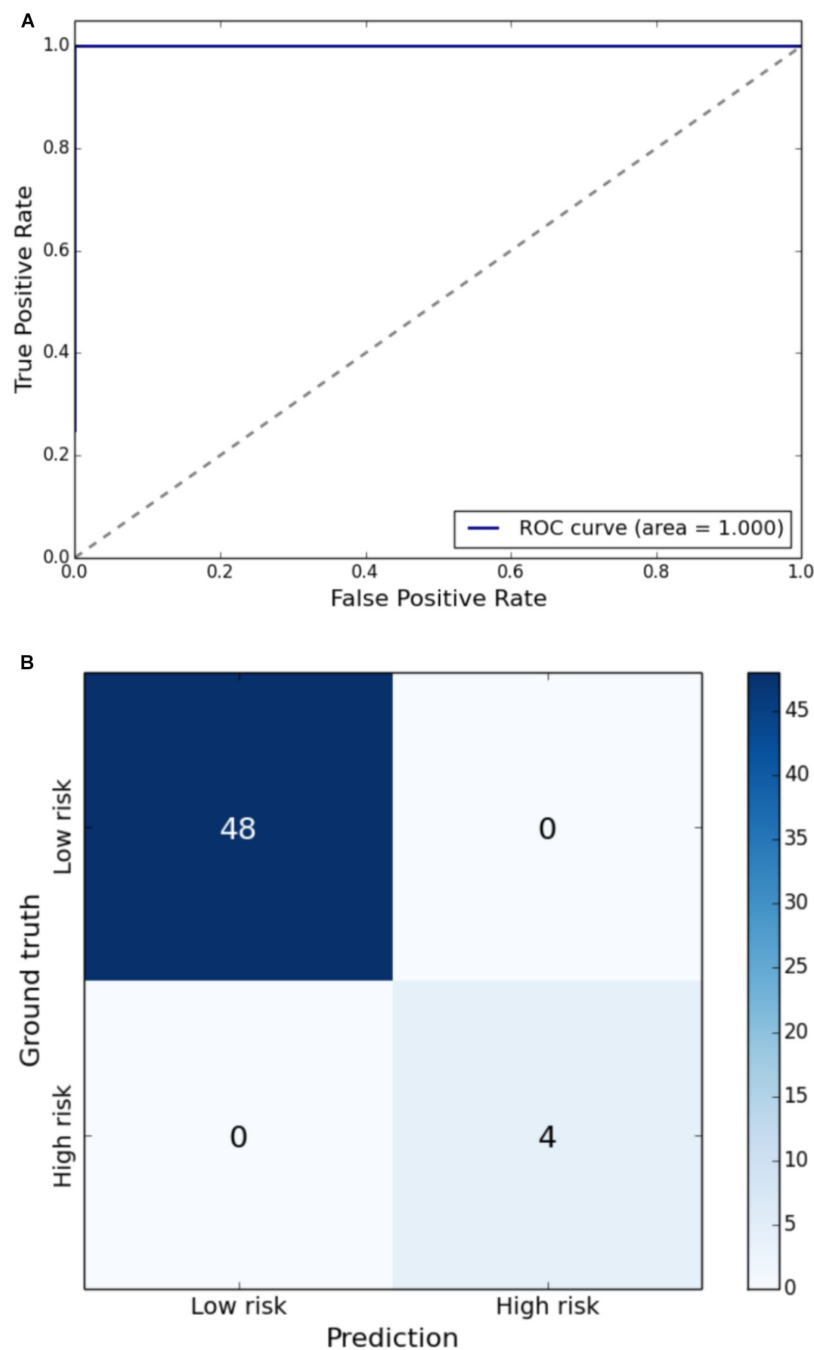 A
1.0
0.8
0.6
0.4
0.2
0.0
True Positive Rate
ROC curve (area = 1.000)
0.0 0.2 0.4 0.6 0.8 1.0
False Positive Rate
B
Ground truth
Low risk
High risk
48 0
0 4
Low risk High risk
Prediction
45
40
35
30
25
20
15
10
5
0